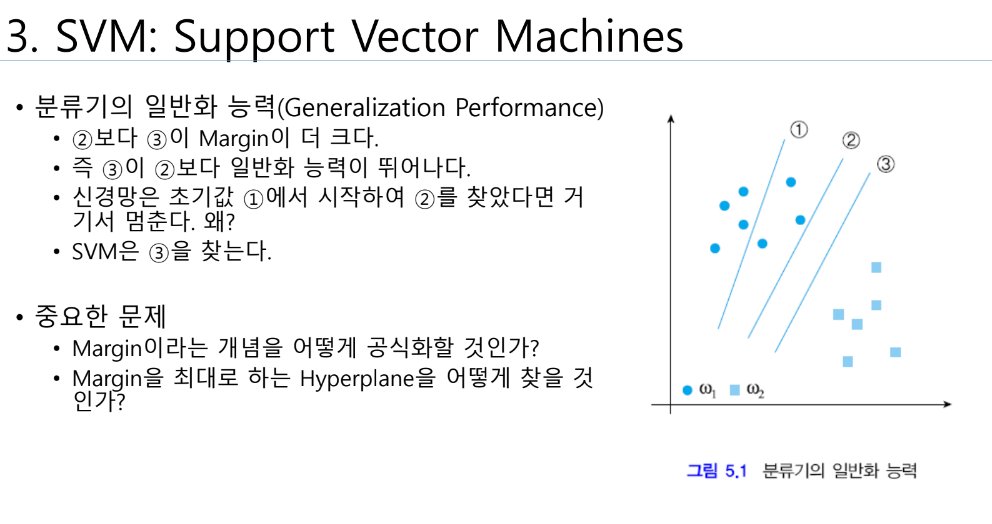 3. SVM: Support Vector Machines
• 분류기의 일반화 능력(Generalization Performance)
• ②보다 ③이 Margin이 더 크다.
• 즉 ③이 ②보다 일반화 능력이 뛰어나다.
• 신경망은 초기값 ①에서 시작하여 ②를 찾았다면 거
기서 멈춘다. 왜?
• SVM은 ③을 찾는다.
• 중요한 문제
• Margin이라는 개념을 어떻게 공식화할 것인가?
• Margin을 최대로 하는 Hyperplane을 어떻게 찾을 것
인가?
①
②
③
ω1 ω2
그림 5.1 분류기의 일반화 능력